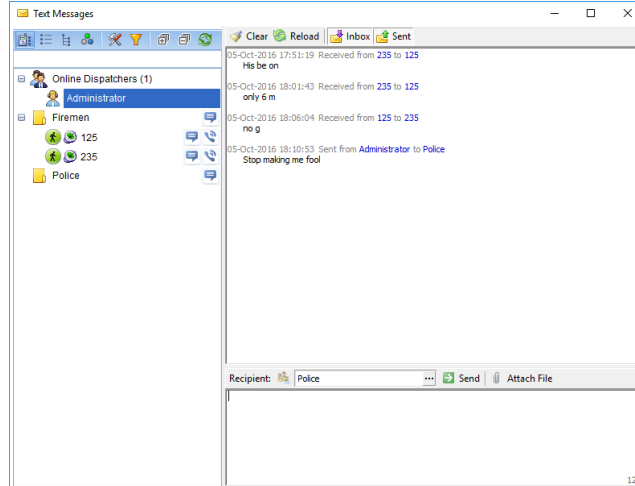 Text Messages
Clear Reload Inbox Sent
Online Dispatchers (1)
Administrator
Firemen
125
235
Police
05-Oct-2016 17:51:19 Received from 235 to 125
His be on
05-Oct-2016 18:01:43 Received from 235 to 125
only 6 m
05-Oct-2016 18:06:04 Received from 125 to 235
no g
05-Oct-2016 18:10:53 Sent from Administrator to Police
Stop making me fool
Recipient: Police ... Send Attach File